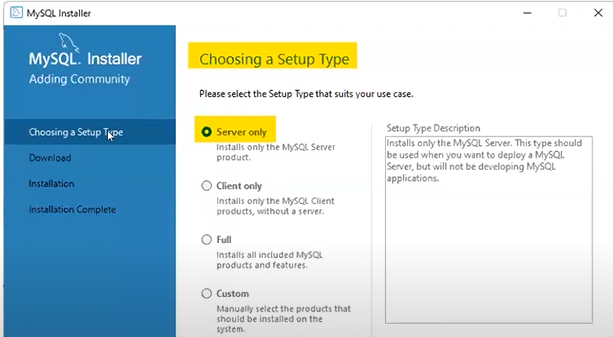 MySQL Installer
MySQL. Installer
Adding Community
Choosing a Setup Type
Download
Installation
Installation Complete
Choosing a Setup Type
Please select the Setup Type that suits your use case.
Server only
Installs only the MySQL Server
product.
Client only
Installs only the MySQL Client
products, without a server.
Full
Installs all included MySQL
products and features.
Custom
Manually select the products that
should be installed on the
system.
Setup Type Description
Installs only the MySQL Server. This type should
be used when you want to deploy a MySQL
Server, but will not be developing MySQL
applications.